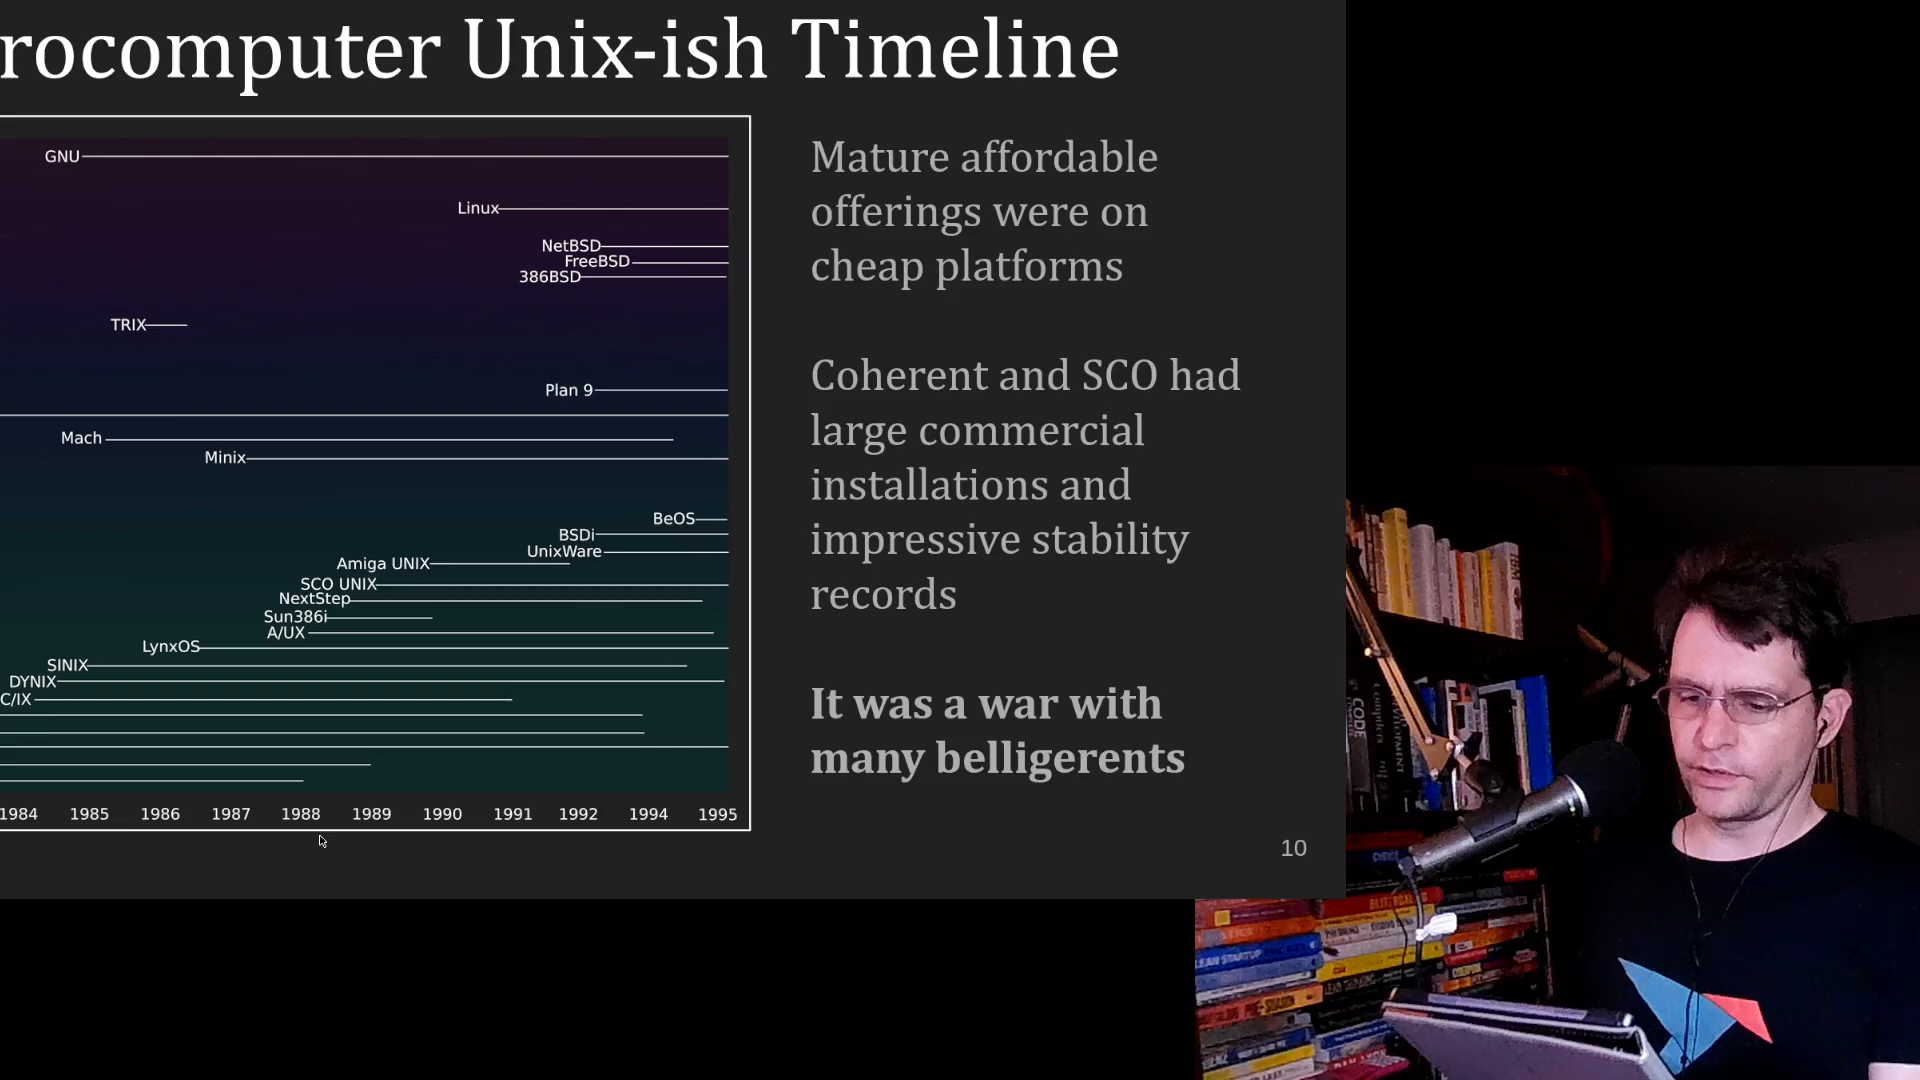 rocomputer Unix-ish Timeline
GNU
Linux
NetBSD
FreeBSD
386BSD
TRIX
Plan 9
Mach
Minix
BeOS
BSDi
UnixWare
Amiga UNIX
SCO UNIX
NextStep
Sun386i
A/UX
LynxOS
SINIX
DYNIX
C/IX
1984 1985 1986 1987 1988 1989 1990 1991 1992 1994 1995
Mature affordable
offerings were on
cheap platforms
Coherent and SCO had
large commercial
installations and
impressive stability
records
It was a war with
many belligerents
10
CODE
LEAN STARTUP